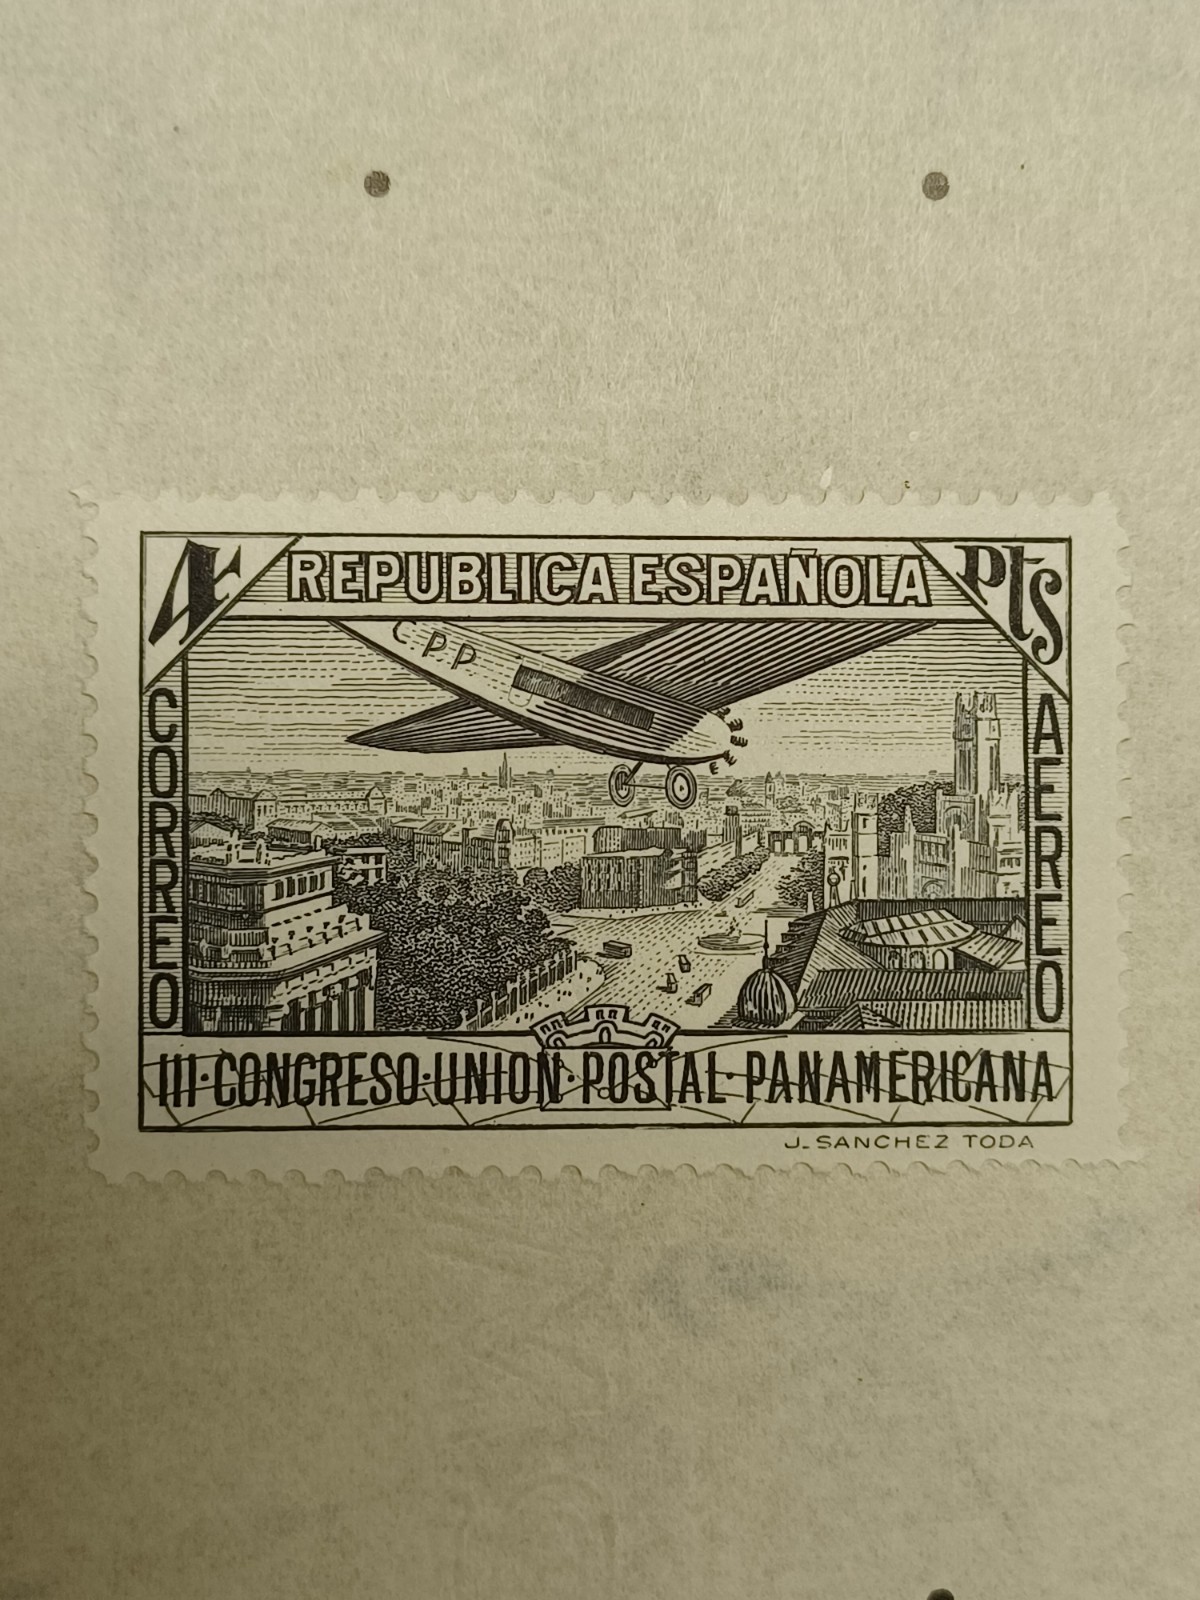 4 REPUBLICA ESPAÑOLA Pts
CPP
CORREO
AEREO
III·CONGRESO·UNION·POSTAL·PANAMERICANA
J. SANCHEZ TODA